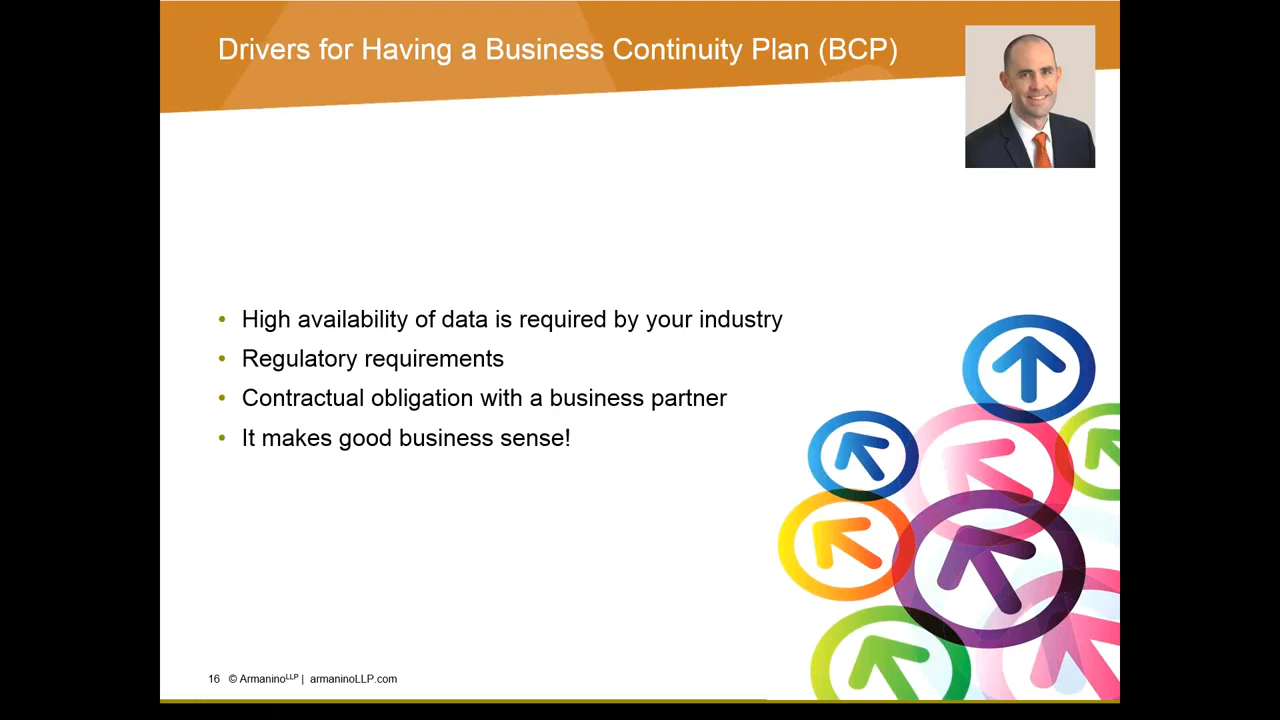 Drivers for Having a Business Continuity Plan (BCP)
• High availability of data is required by your industry
• Regulatory requirements
• Contractual obligation with a business partner
• It makes good business sense!
16 © ArmaninoLLP | armaninoLLP.com